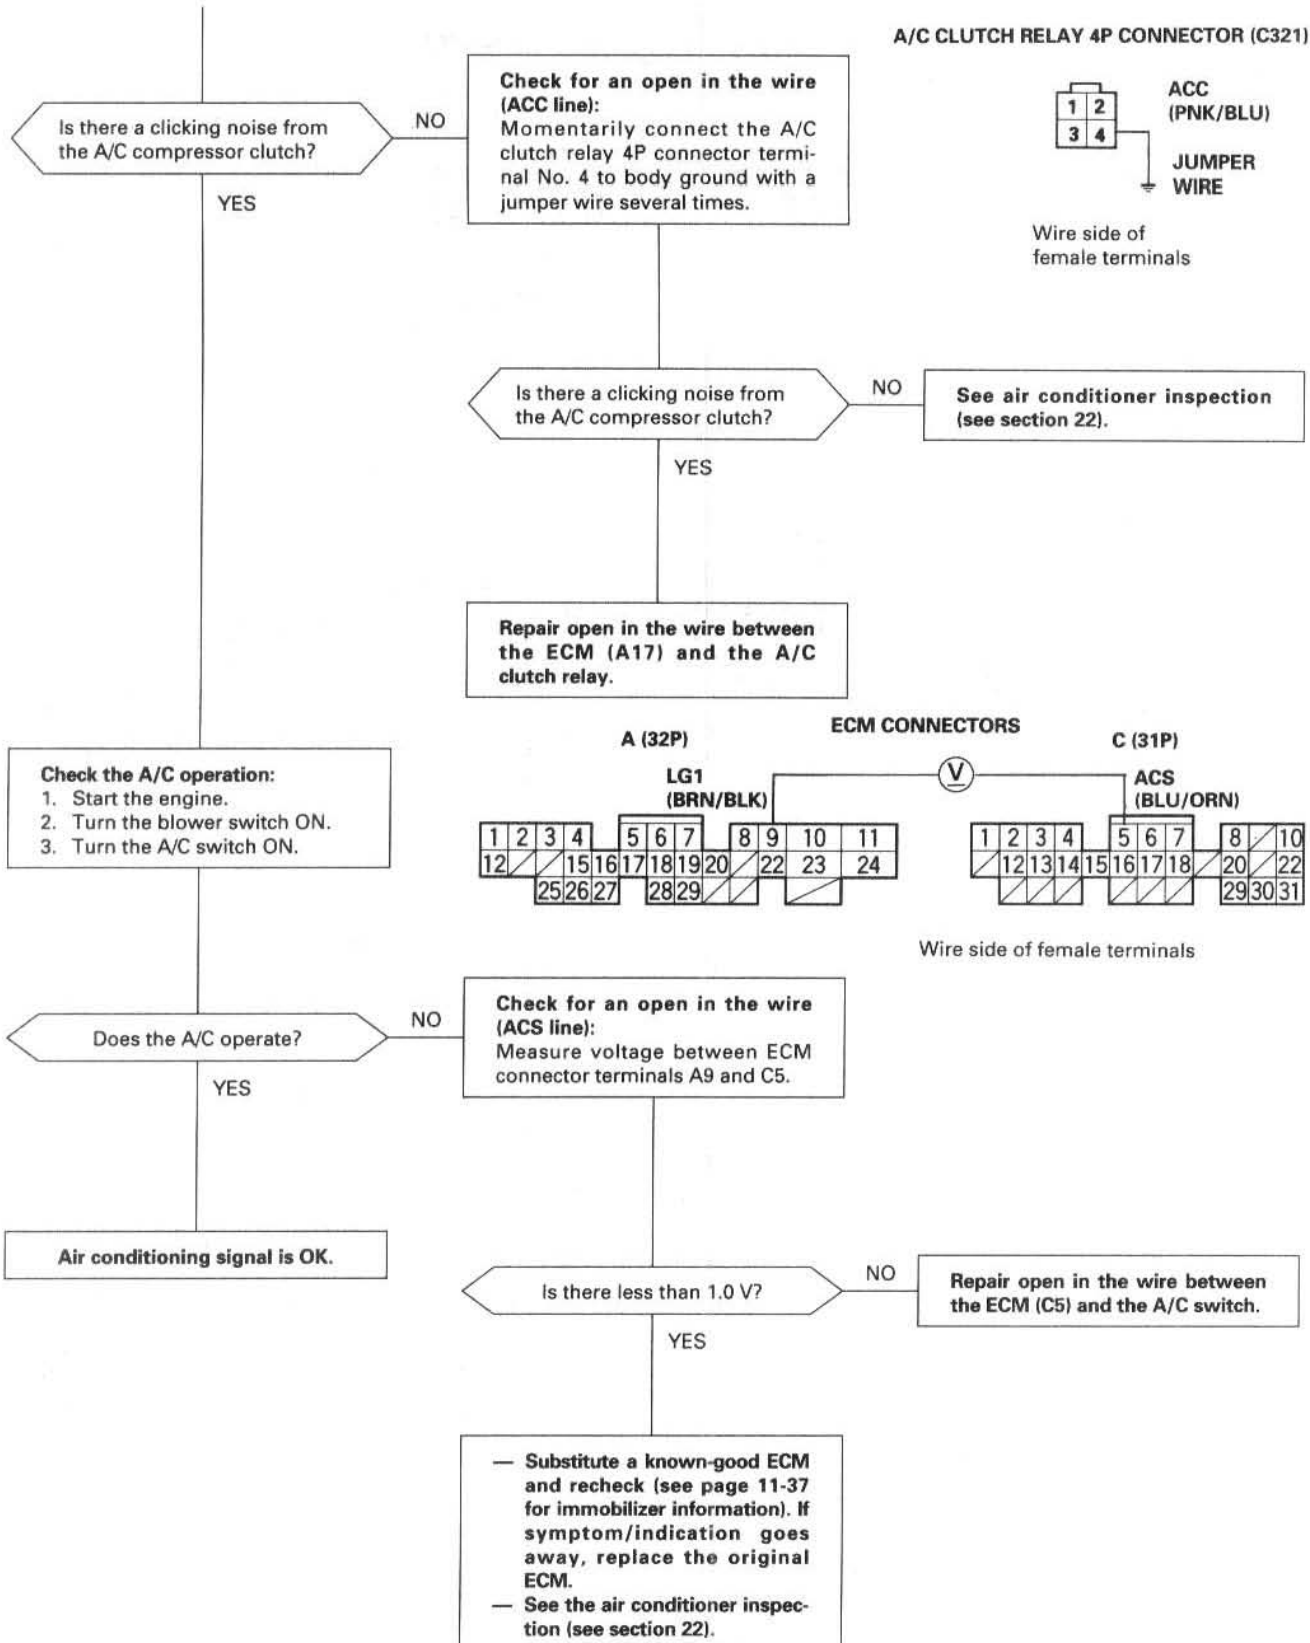 A/C CLUTCH RELAY 4P CONNECTOR (C321)
1 2
3 4
ACC
(PNK/BLU)
JUMPER
WIRE
Wire side of
female terminals
Is there a clicking noise from
the A/C compressor clutch?
NO
YES
Check for an open in the wire
(ACC line):
Momentarily connect the A/C
clutch relay 4P connector termi-
nal No. 4 to body ground with a
jumper wire several times.
Is there a clicking noise from
the A/C compressor clutch?
NO
See air conditioner inspection
(see section 22).
YES
Repair open in the wire between
the ECM (A17) and the A/C
clutch relay.
ECM CONNECTORS
A (32P)
C (31P)
LG1
(BRN/BLK)
V
ACS
(BLU/ORN)
1 2 3 4 5 6 7 8 9 10 11
12 15 16 17 18 19 20 22 23 24
25 26 27 28 29
1 2 3 4 5 6 7 8 10
12 13 14 15 16 17 18 20 22
29 30 31
Wire side of female terminals
Check the A/C operation:
1. Start the engine.
2. Turn the blower switch ON.
3. Turn the A/C switch ON.
Does the A/C operate?
NO
YES
Check for an open in the wire
(ACS line):
Measure voltage between ECM
connector terminals A9 and C5.
Air conditioning signal is OK.
Is there less than 1.0 V?
NO
Repair open in the wire between
the ECM (C5) and the A/C switch.
YES
— Substitute a known-good ECM
and recheck (see page 11-37
for immobilizer information). If
symptom/indication goes
away, replace the original
ECM.
— See the air conditioner inspec-
tion (see section 22).